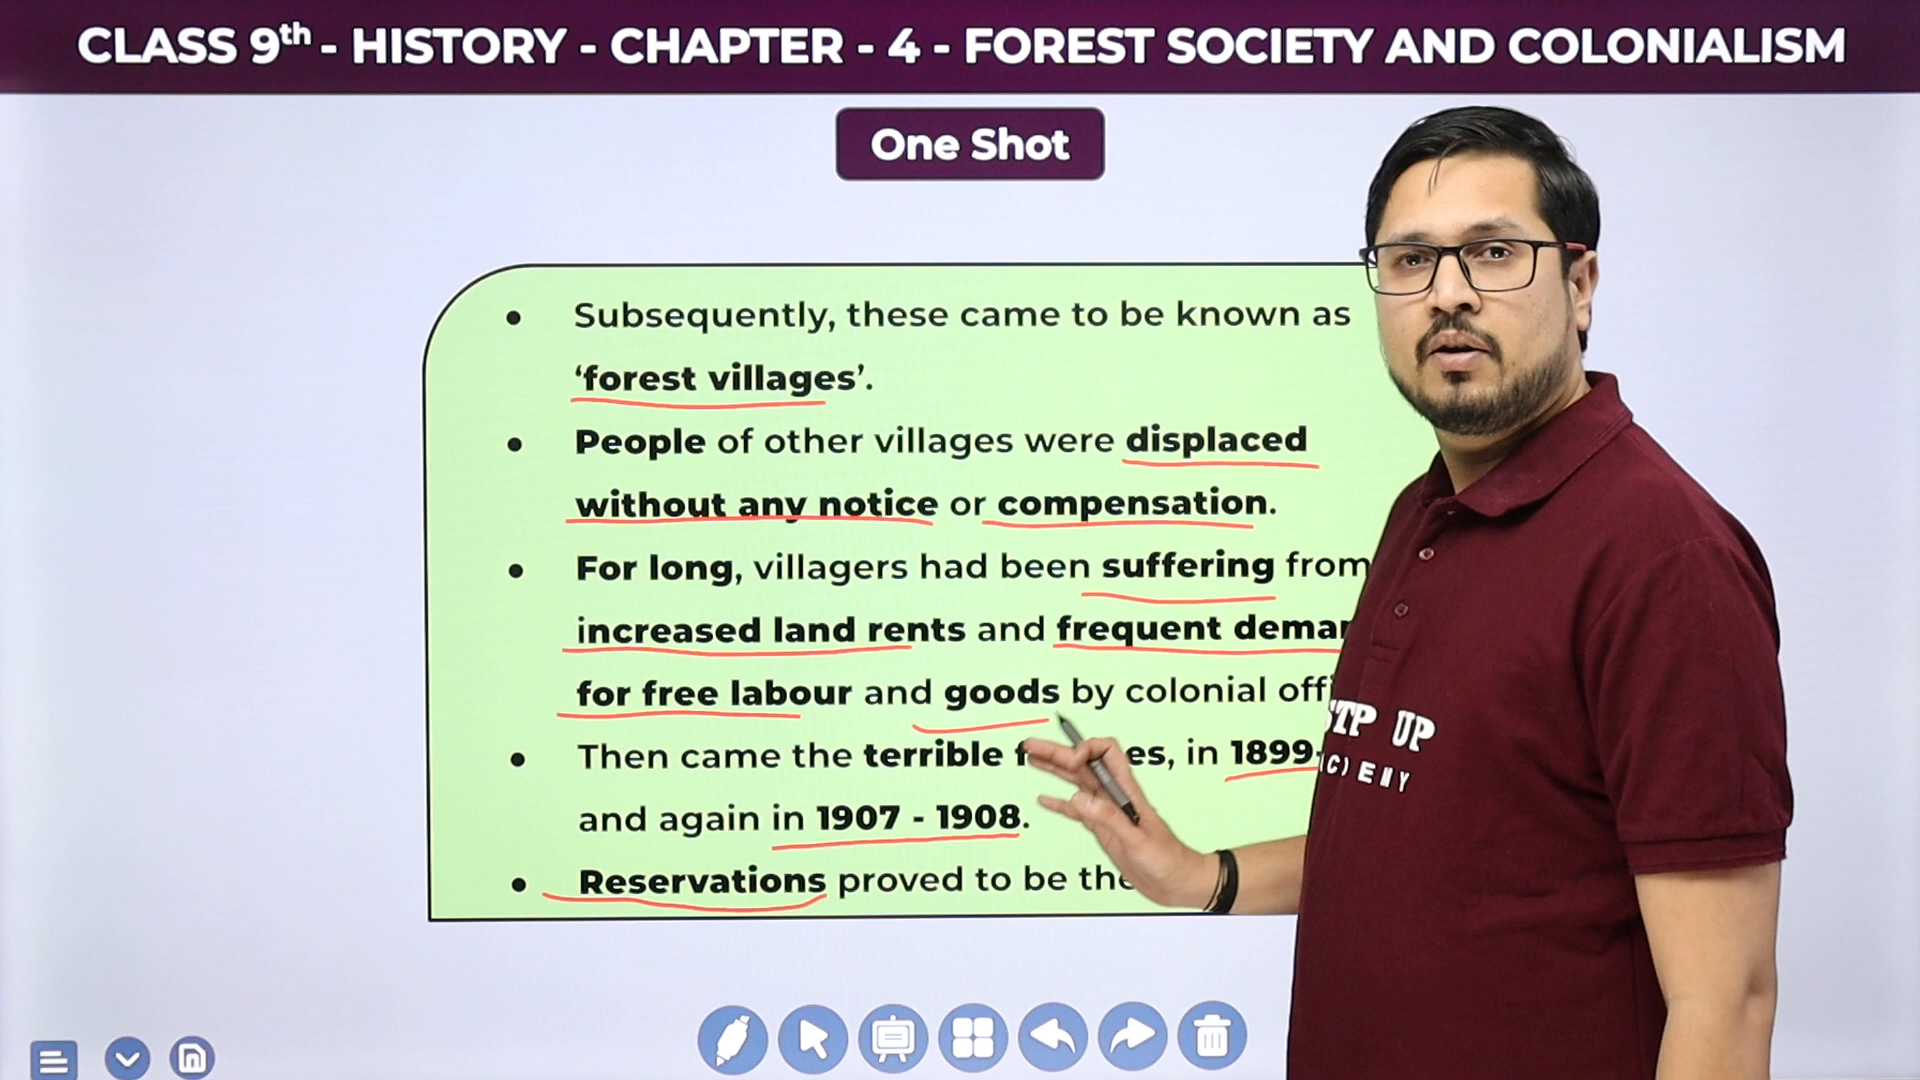 CLASS 9th - HISTORY - CHAPTER - 4 - FOREST SOCIETY AND COLONIALISM
One Shot
Subsequently, these came to be known as
‘forest villages’.
People of other villages were displaced
without any notice or compensation.
For long, villagers had been suffering from
increased land rents and frequent
for free labour and goods by colonial
Then came the terrible in 1899-
and again in 1907 - 1908.
Reservations proved to be the
UP